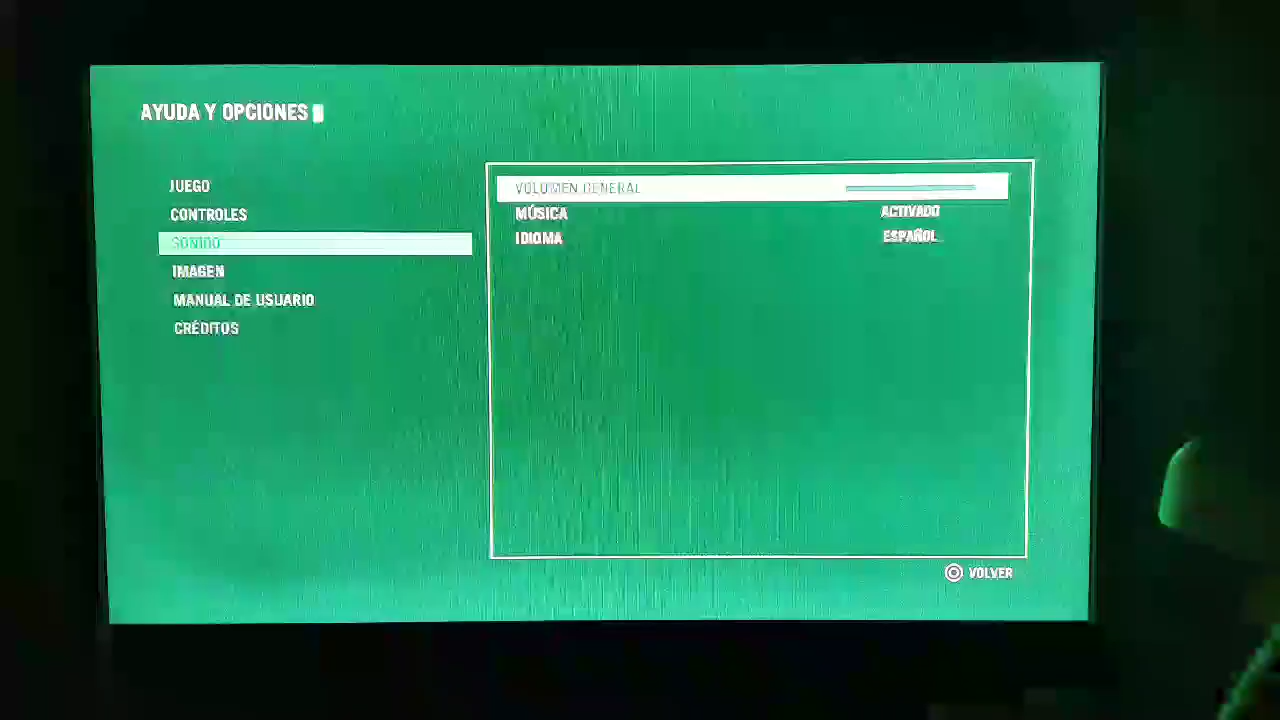 AYUDA Y OPCIONES
JUEGO
CONTROLES
SONIDO
IMAGEN
MANUAL DE USUARIO
CRÉDITOS
VOLUMEN GENERAL
MÚSICA ACTIVADO
IDIOMA ESPAÑOL
VOLVER